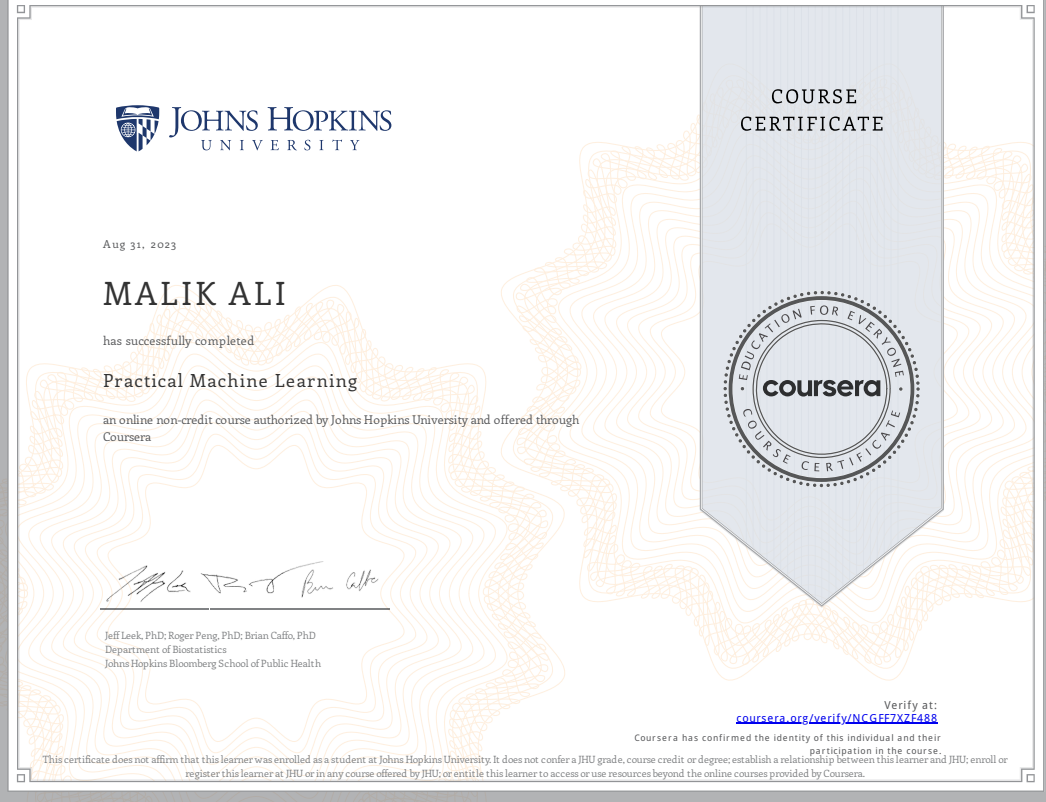 COURSE
CERTIFICATE
JOHNS HOPKINS
UNIVERSITY
Aug 31, 2023
MALIK ALI
has successfully completed
Practical Machine Learning
an online non-credit course authorized by Johns Hopkins University and offered through
Coursera
EDUCATION FOR EVERYONE
coursera
COURSE CERTIFICATE
Jeff Leek, PhD; Roger Peng, PhD; Brian Caffo, PhD
Department of Biostatistics
Johns Hopkins Bloomberg School of Public Health
Verify at:
coursera.org/verify/NCGFF7XZF488
Coursera has confirmed the identity of this individual and their
participation in the course.
This certificate does not affirm that this learner was enrolled as a student at Johns Hopkins University. It does not confer a JHU grade, course credit or degree; establish a relationship between this learner and JHU; enroll or
register this learner at JHU or in any course offered by JHU; or entitle this learner to access or use resources beyond the online courses provided by Coursera.